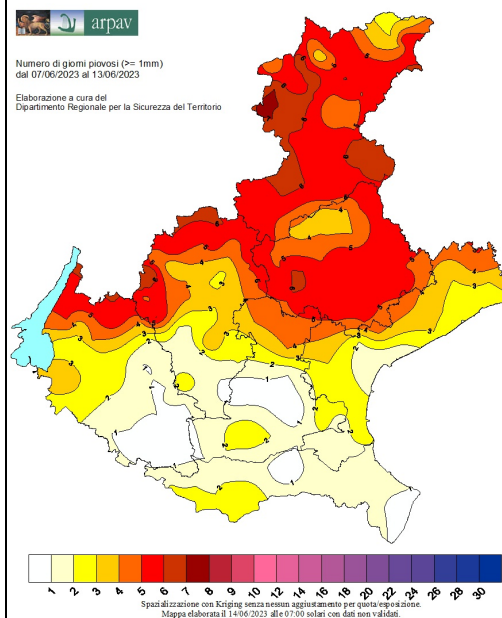 arpav
Numero di giorni piovosi (>= 1mm)
dal 07/06/2023 al 13/06/2023
Elaborazione a cura del
Dipartimento Regionale per la Sicurezza del Territorio
1 2 3 4 5 6 7 8 9 10 12 14 16 18 20 22 24 26 28 30
Spazializzazione con Kriging senza nessun aggiustamento per quota/esposizione.
Mappa elaborata il 14/06/2023 alle 07:00 solari con dati non validati.